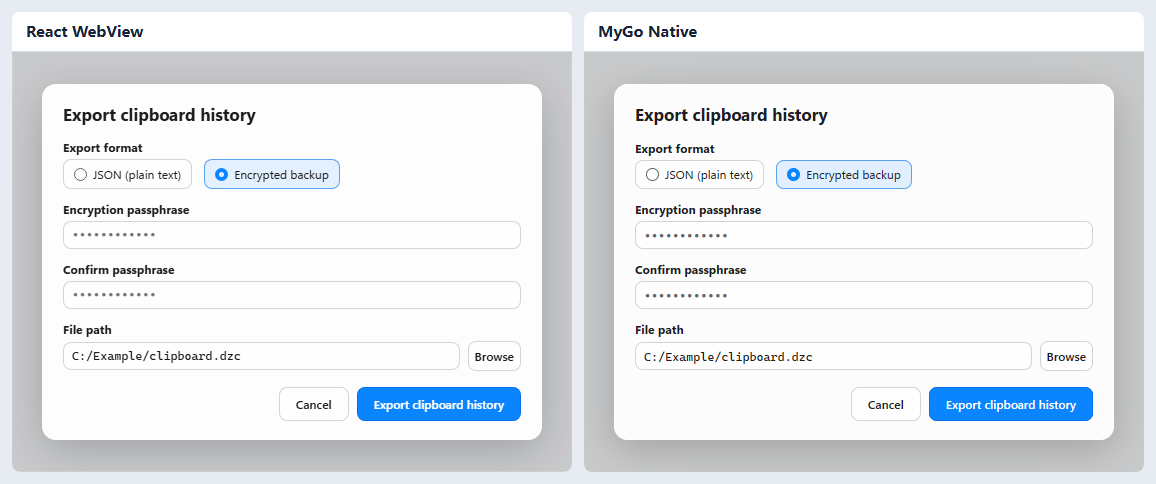 React WebView
Export clipboard history
Export format
JSON (plain text) Encrypted backup
Encryption passphrase
••••••••••••
Confirm passphrase
••••••••••••
File path
C:/Example/clipboard.dzc Browse
Cancel Export clipboard history
MyGo Native
Export clipboard history
Export format
JSON (plain text) Encrypted backup
Encryption passphrase
••••••••••••
Confirm passphrase
••••••••••••
File path
C:/Example/clipboard.dzc Browse
Cancel Export clipboard history